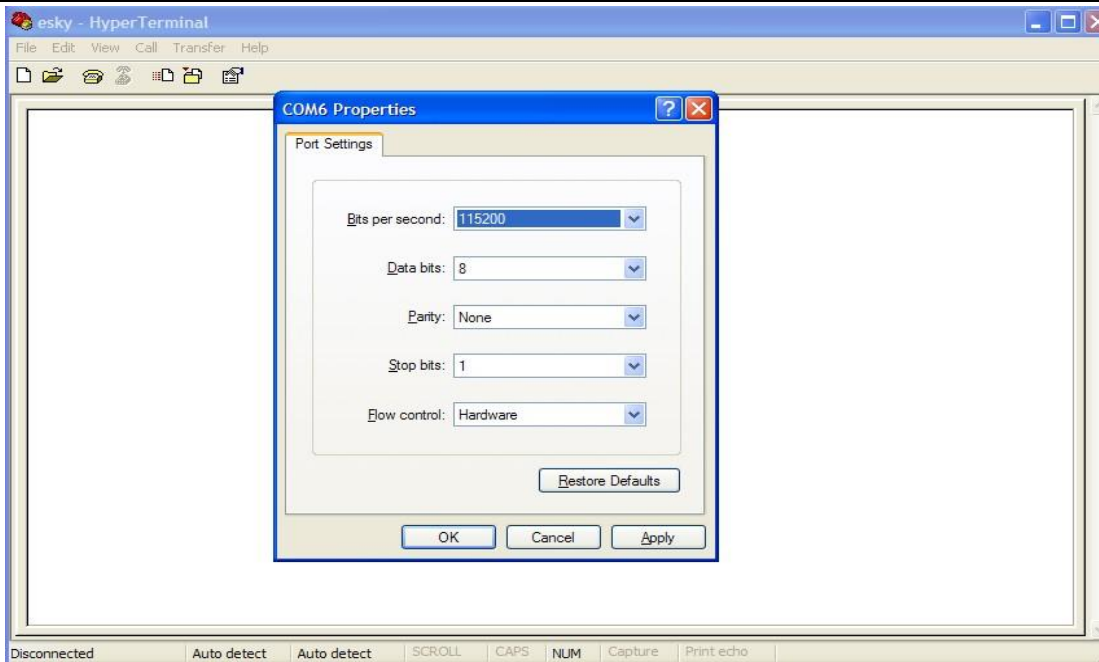 esky - HyperTerminal
File Edit View Call Transfer Help
COM6 Properties
Port Settings
Bits per second: 115200
Data bits: 8
Parity: None
Stop bits: 1
Flow control: Hardware
Restore Defaults
OK Cancel Apply
Disconnected Auto detect Auto detect SCROLL CAPS NUM Capture Print echo